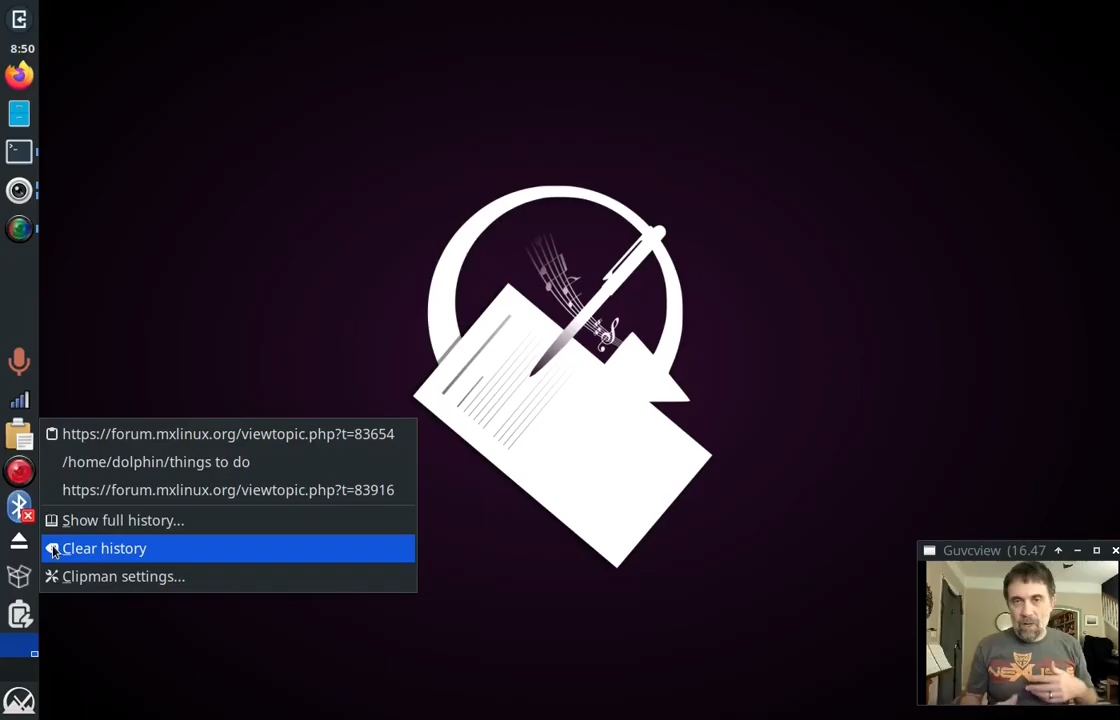 8:50
https://forum.mxlinux.org/viewtopic.php?t=83654
/home/dolphin/things to do
https://forum.mxlinux.org/viewtopic.php?t=83916
Show full history...
Clear history
Clipman settings...
Guvcview (16.47
NEXUS